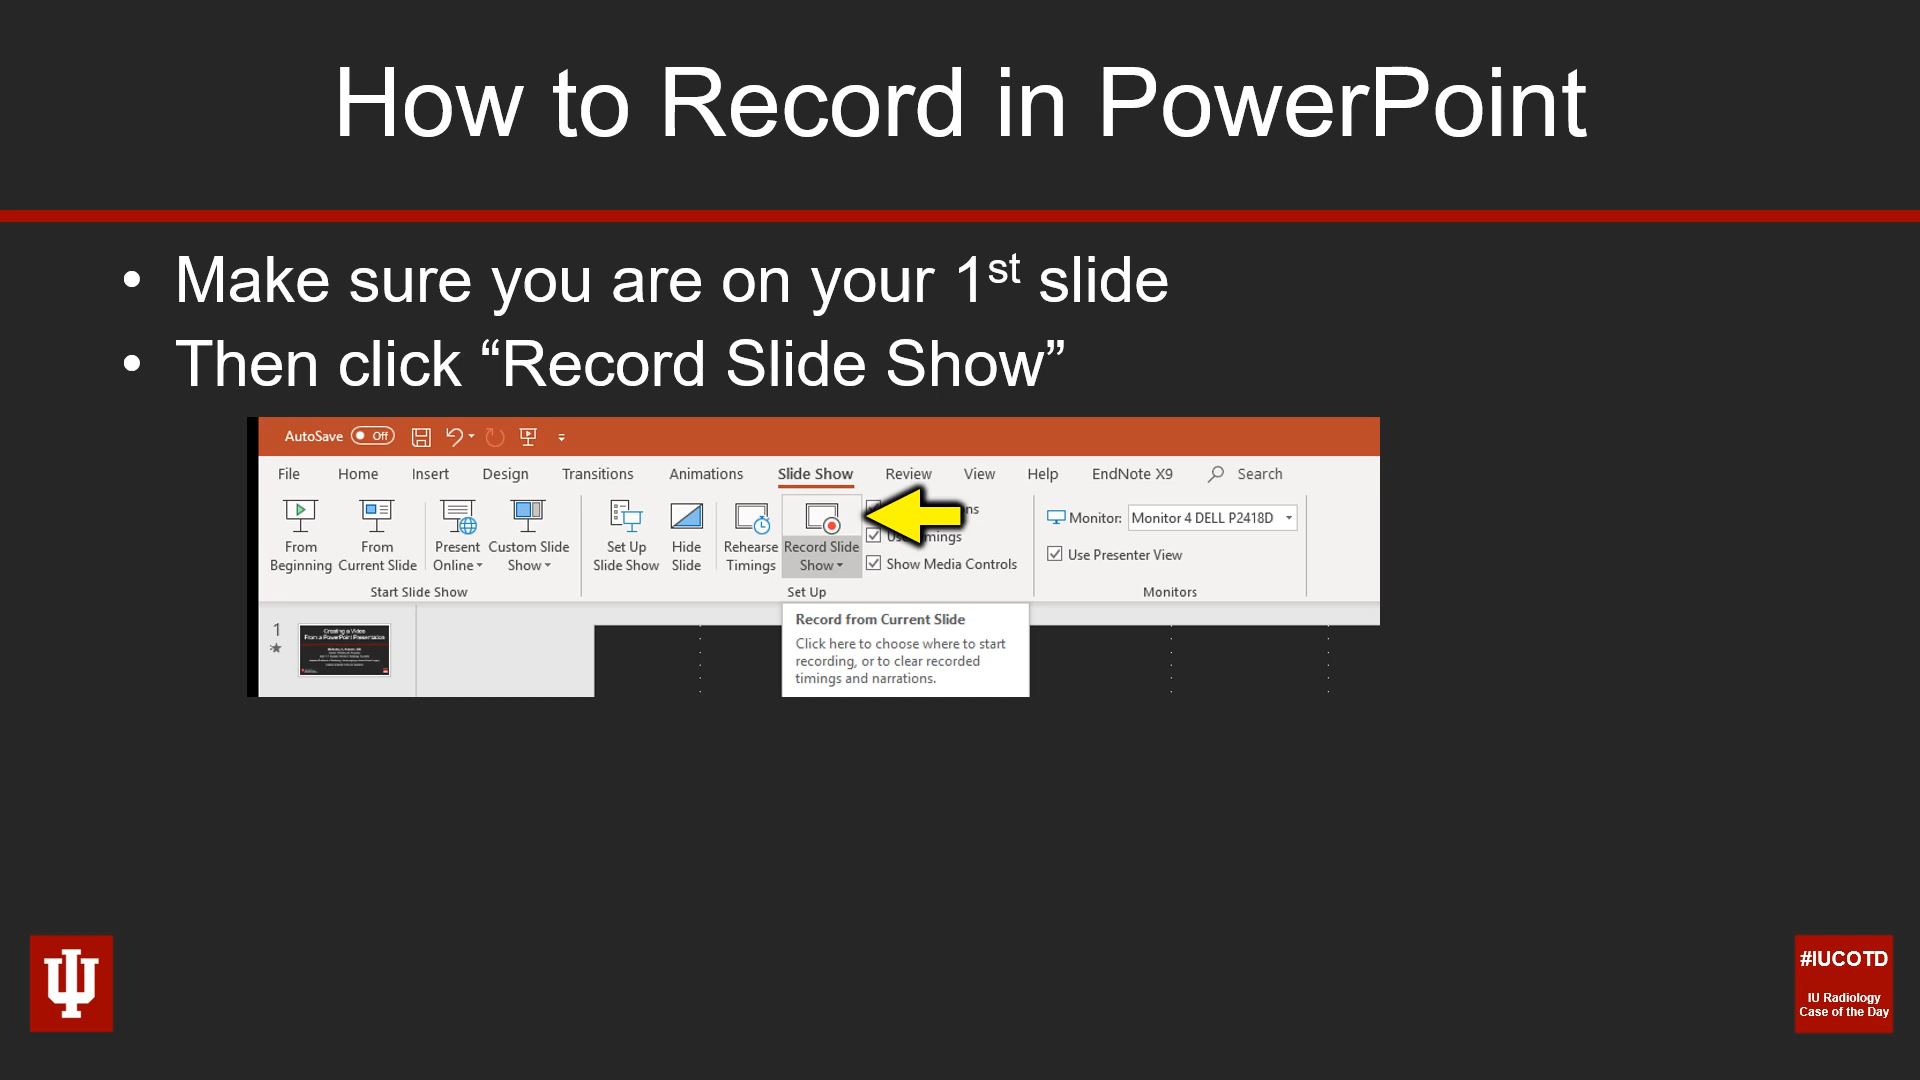 How to Record in PowerPoint
• Make sure you are on your 1st slide
• Then click “Record Slide Show”
AutoSave Off
File Home Insert Design Transitions Animations Slide Show Review View Help EndNote X9 Search
From Beginning
From Current Slide
Present Online
Custom Slide Show
Start Slide Show
Set Up Slide Show
Hide Slide
Rehearse Timings
Record Slide Show
Show Media Controls
Set Up
Monitor: Monitor 4 DELL P2418D
Use Presenter View
Monitors
1
Creating a Video
From a PowerPoint Presentation
Record from Current Slide
Click here to choose where to start
recording, or to clear recorded
timings and narrations.
#IUCOTD
IU Radiology
Case of the Day